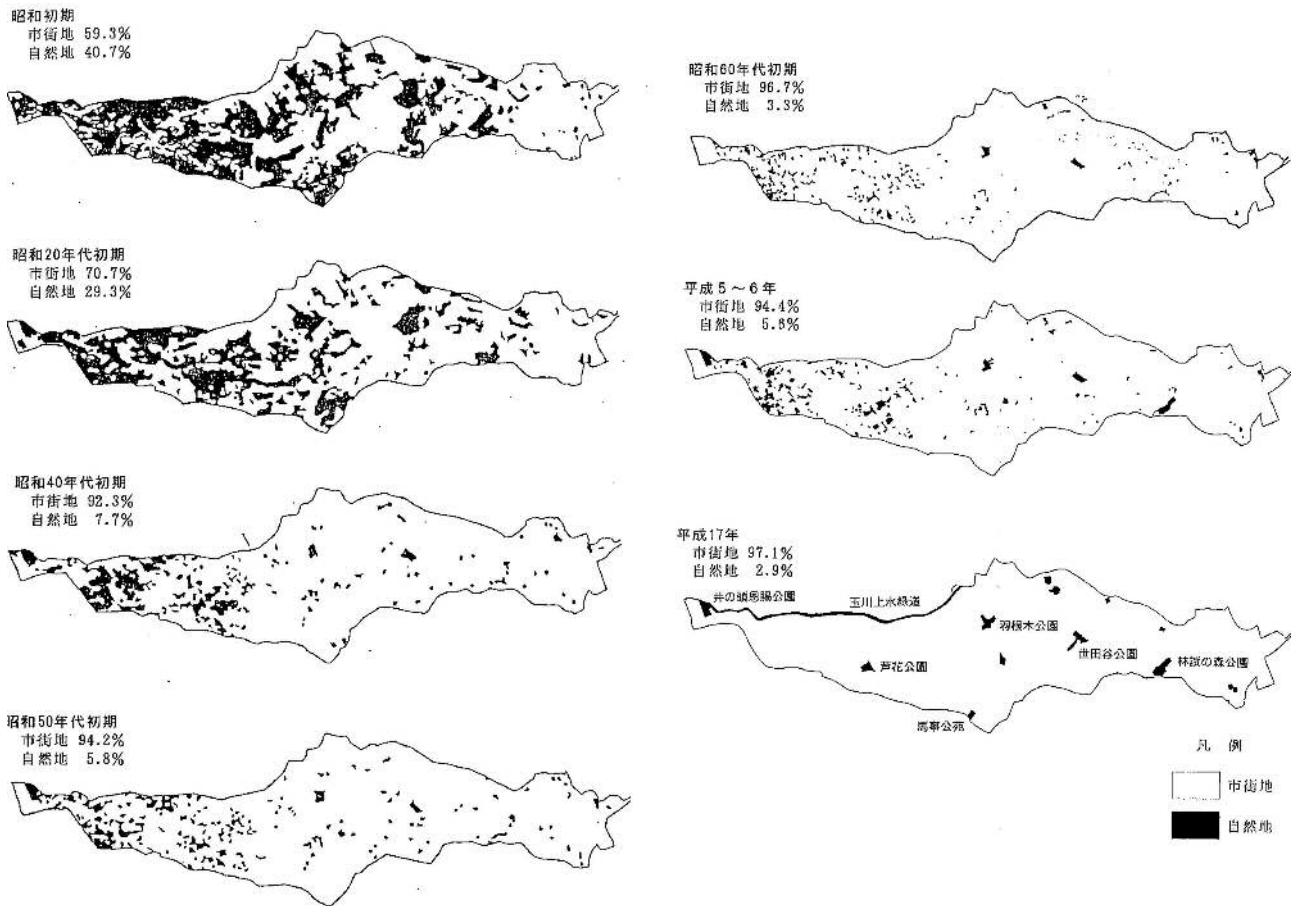 昭和初期
市街地 59.3%
自然地 40.7%
昭和20年代初期
市街地 70.7%
自然地 29.3%
昭和40年代初期
市街地 92.3%
自然地 7.7%
昭和50年代初期
市街地 94.2%
自然地 5.8%
昭和60年代初期
市街地 96.7%
自然地 3.3%
平成5～6年
市街地 94.4%
自然地 5.6%
平成17年
市街地 97.1%
自然地 2.9%
井の頭恩賜公園
玉川上水緑道
羽根木公園
世田谷公園
林試の森公園
芦花公園
馬事公苑
凡 例
市街地
自然地